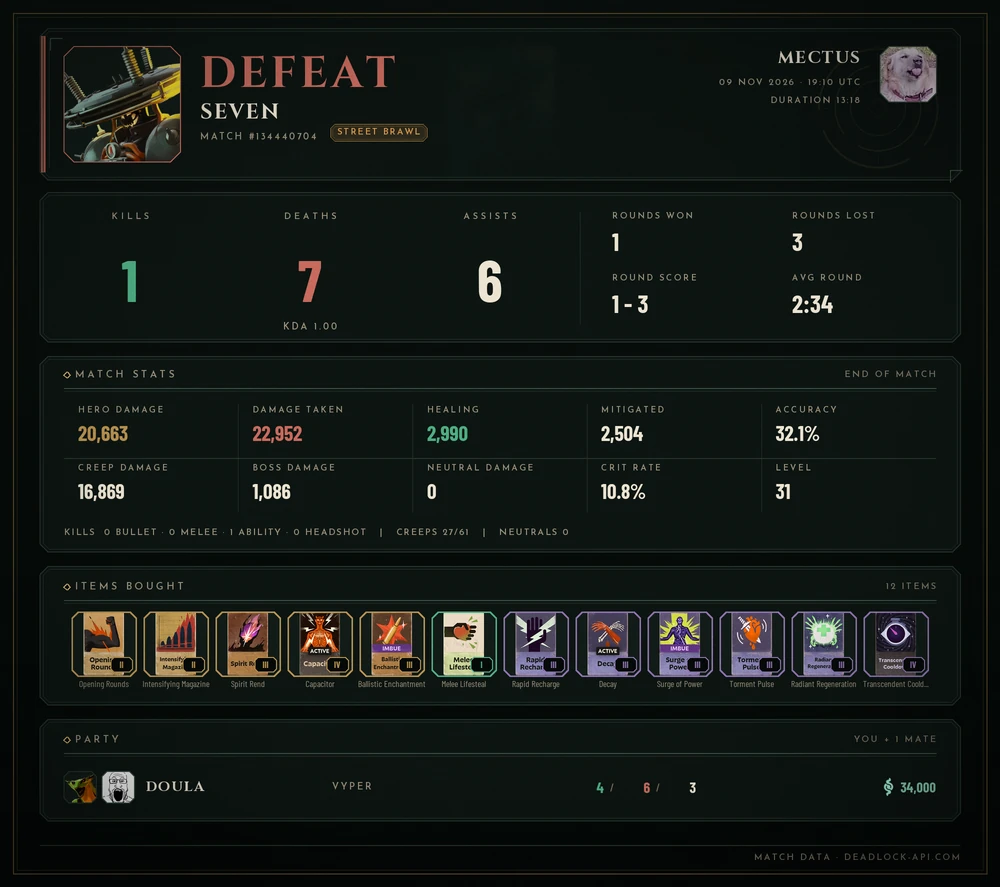 DEFEAT
SEVEN
MATCH #134440704 STREET BRAWL
MECTUS
09 NOV 2026 · 19:10 UTC
DURATION 13:18
KILLS DEATHS ASSISTS
1 7 6
KDA 1.00
ROUNDS WON ROUNDS LOST
1 3
ROUND SCORE AVG ROUND
1 - 3 2:34
MATCH STATS END OF MATCH
HERO DAMAGE DAMAGE TAKEN HEALING MITIGATED ACCURACY
20,663 22,952 2,990 2,504 32.1%
CREEP DAMAGE BOSS DAMAGE NEUTRAL DAMAGE CRIT RATE LEVEL
16,869 1,086 0 10.8% 31
KILLS 0 BULLET · 0 MELEE · 1 ABILITY · 0 HEADSHOT | CREEPS 27/61 | NEUTRALS 0
ITEMS BOUGHT 12 ITEMS
ACTIVE IMBUE ACTIVE IMBUE
II II III IV III I III III III III III IV
Opening Rounds Intensifying Magazine Spirit Rend Capacitor Ballistic Enchantment Melee Lifesteal Rapid Recharge Decay Surge of Power Torment Pulse Radiant Regeneration Transcendent Coold...
PARTY YOU + 1 MATE
DOULA VYPER 4 / 6 / 3 34,000
MATCH DATA · DEADLOCK-API.COM